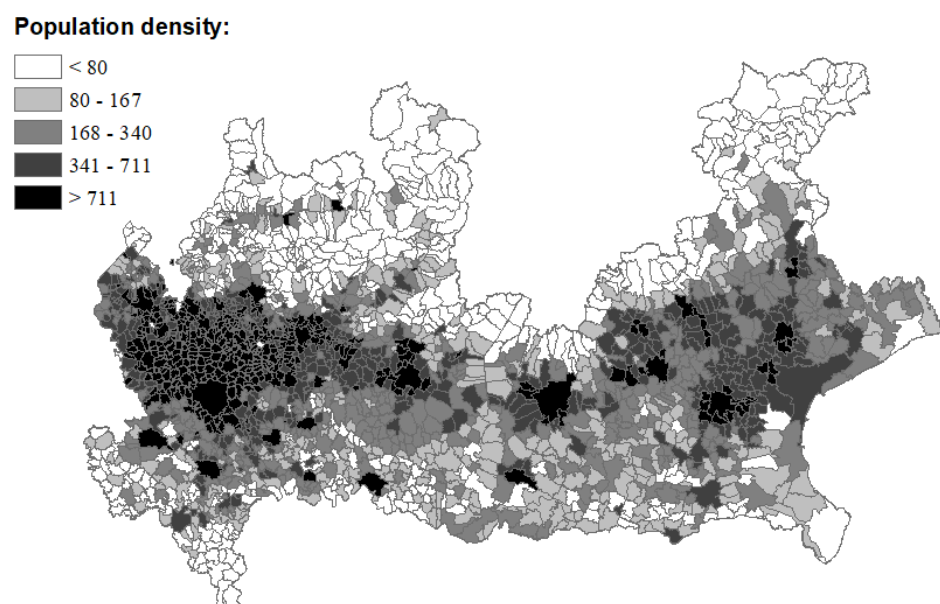 Population density:
< 80
80 - 167
168 - 340
341 - 711
> 711